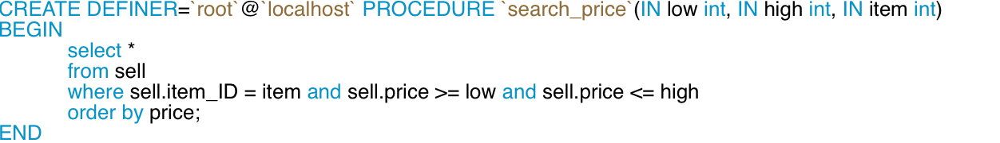 CREATE DEFINER=`root`@`localhost` PROCEDURE `search_price`(IN low int, IN high int, IN item int)
BEGIN
select *
from sell
where sell.item_ID = item and sell.price >= low and sell.price <= high
order by price;
END